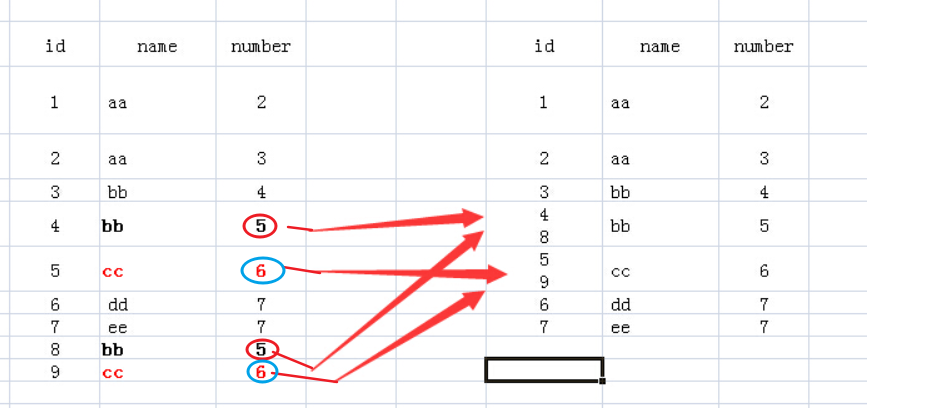 id name number id name number
1 aa 2 1 aa 2
2 aa 3 2 aa 3
3 bb 4 3 bb 4
4 bb 5 4 8 bb 5
5 cc 6 5 9 cc 6
6 dd 7 6 dd 7
7 ee 7 7 ee 7
8 bb 5
9 cc 6